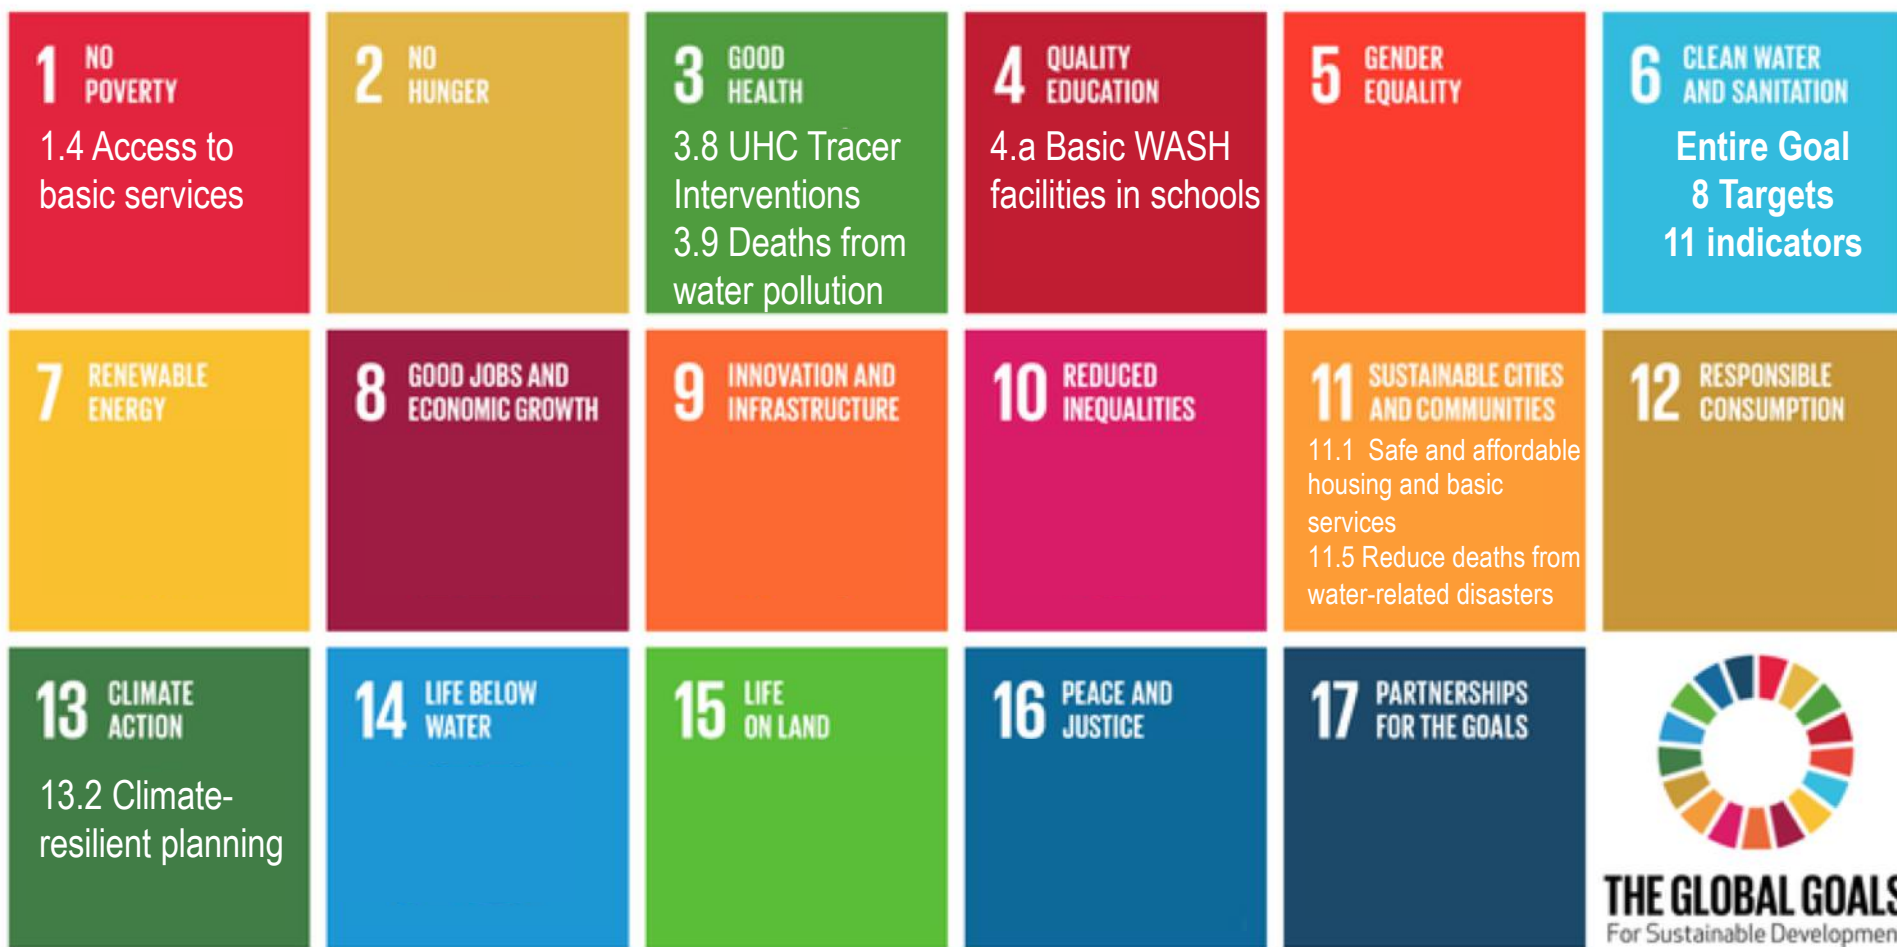 1 NO
POVERTY
1.4 Access to
basic services
2 NO
HUNGER
3 GOOD
HEALTH
3.8 UHC Tracer
Interventions
3.9 Deaths from
water pollution
4 QUALITY
EDUCATION
4.a Basic WASH
facilities in schools
5 GENDER
EQUALITY
6 CLEAN WATER
AND SANITATION
Entire Goal
8 Targets
11 indicators
7 RENEWABLE
ENERGY
8 GOOD JOBS AND
ECONOMIC GROWTH
9 INNOVATION AND
INFRASTRUCTURE
10 REDUCED
INEQUALITIES
11 SUSTAINABLE CITIES
AND COMMUNITIES
11.1 Safe and affordable
housing and basic
services
11.5 Reduce deaths from
water-related disasters
12 RESPONSIBLE
CONSUMPTION
13 CLIMATE
ACTION
13.2 Climate-
resilient planning
14 LIFE BELOW
WATER
15 LIFE
ON LAND
16 PEACE AND
JUSTICE
17 PARTNERSHIPS
FOR THE GOALS
THE GLOBAL GOALS
For Sustainable Developmen